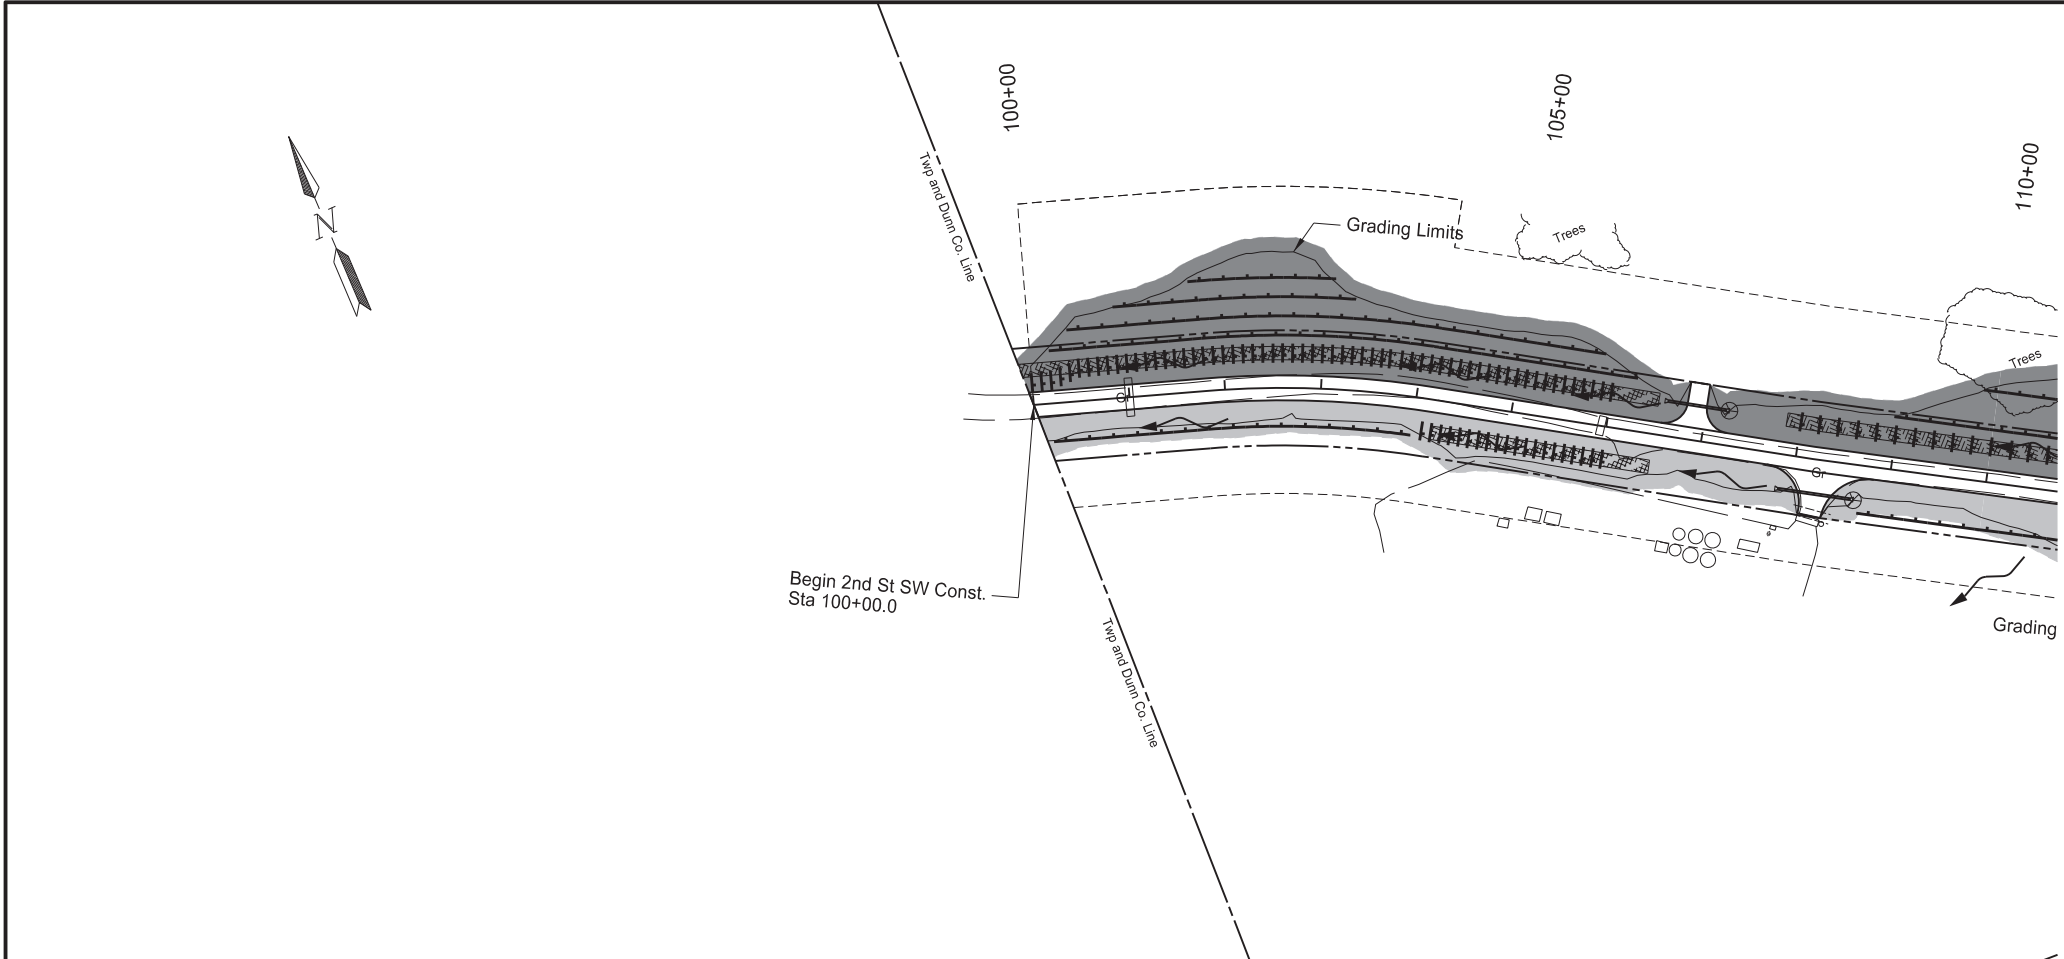 100+00
105+00
110+00
N
Twp and Dunn Co. Line
Grading Limits
Trees
Trees
Gr
Gr
Begin 2nd St SW Const.
Sta 100+00.0
Grading
Twp and Dunn Co. Line